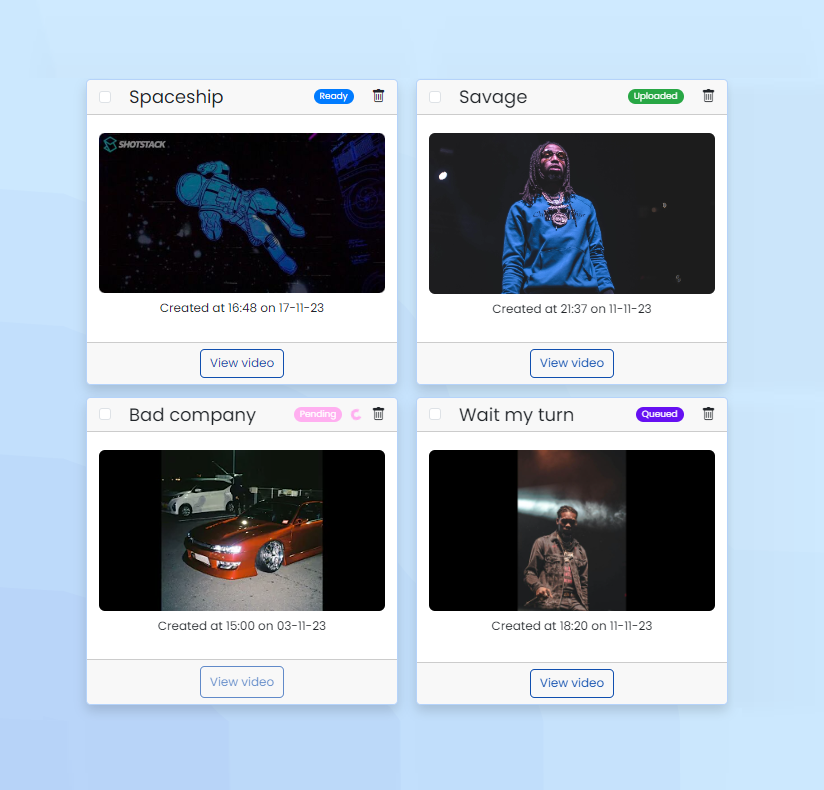 Spaceship
Ready
SHOTSTACK
Created at 16:48 on 17-11-23
View video
Savage
Uploaded
Created at 21:37 on 11-11-23
View video
Bad company
Pending
Created at 15:00 on 03-11-23
View video
Wait my turn
Queued
Created at 18:20 on 11-11-23
View video